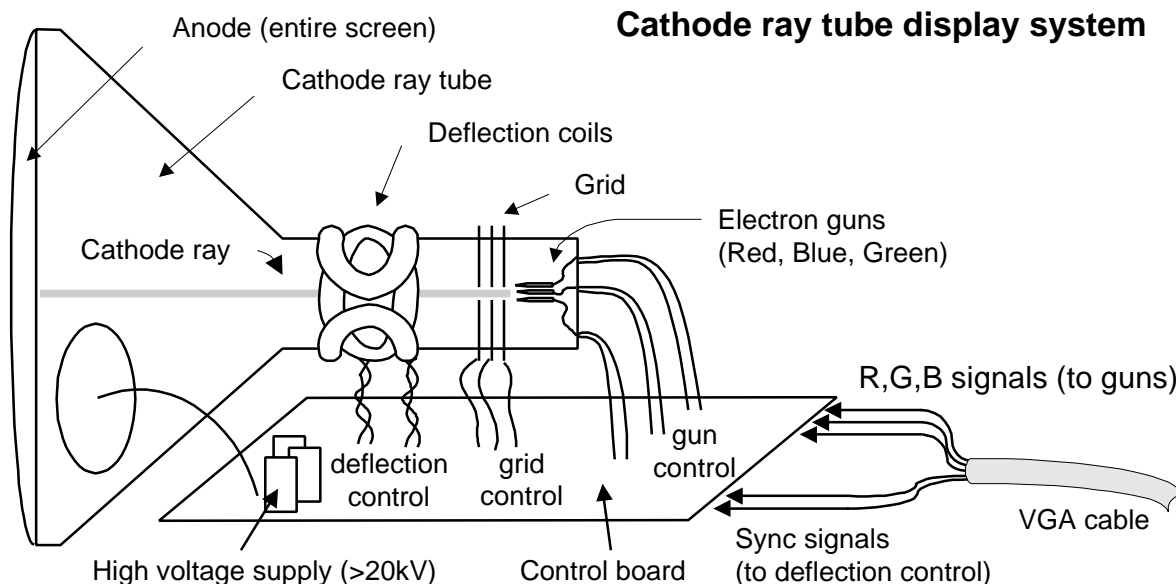 Cathode ray tube display system
Anode (entire screen)
Cathode ray tube
Deflection coils
Grid
Electron guns
(Red, Blue, Green)
Cathode ray
R,G,B signals (to guns)
deflection
control
grid
control
gun
control
VGA cable
High voltage supply (>20kV)
Control board
Sync signals
(to deflection control)